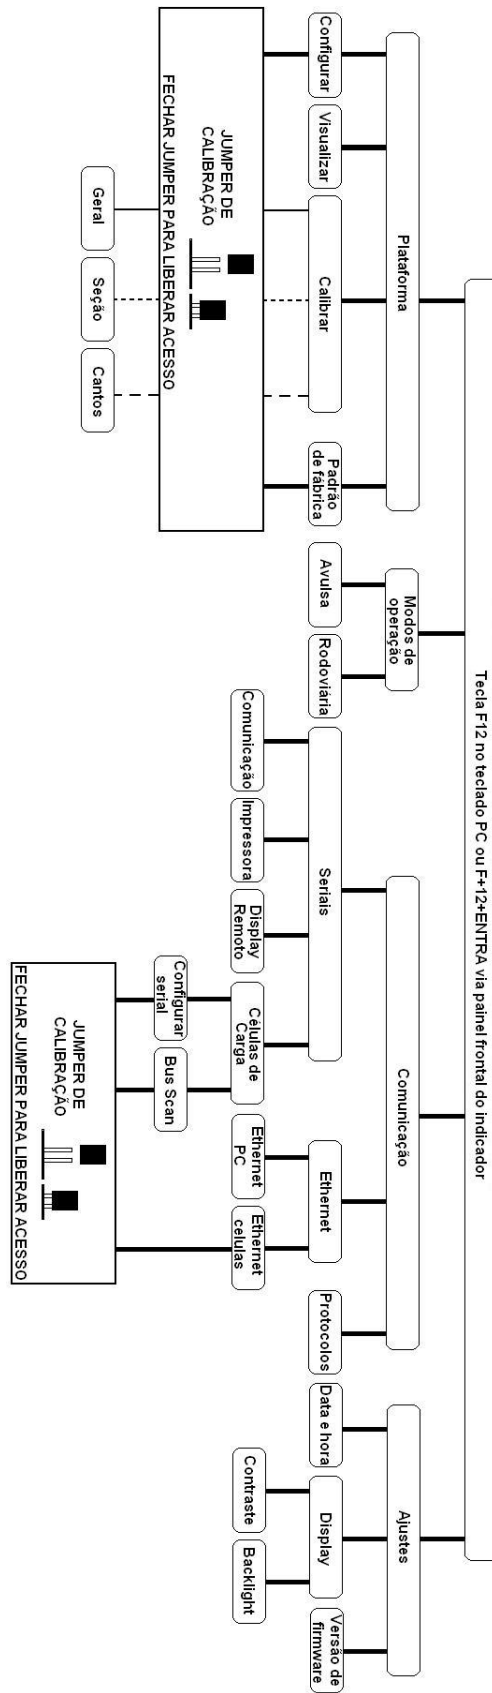 Tecla F12 no teclado PC ou F+12+ENTRA via painel frontal do indicador
Plataforma
Modos de
operação
Comunicação
Ajustes
Configurar
Visualizar
Calibrar
Padrão
de fábrica
Avulsa
Rodoviária
Seriais
Ethernet
Protocolos
Data e hora
Display
Versão de
firmware
JUMPER DE
CALIBRAÇÃO
FECHAR JUMPER PARA LIBERAR ACESSO
Comunicação
Impressora
Display
Remoto
Células de
Carga
Ethernet
PC
Ethernet
celulas
Contraste
Backlight
Geral
Seção
Cantos
Configurar
serial
Bus Scan
JUMPER DE
CALIBRAÇÃO
FECHAR JUMPER PARA LIBERAR ACESSO